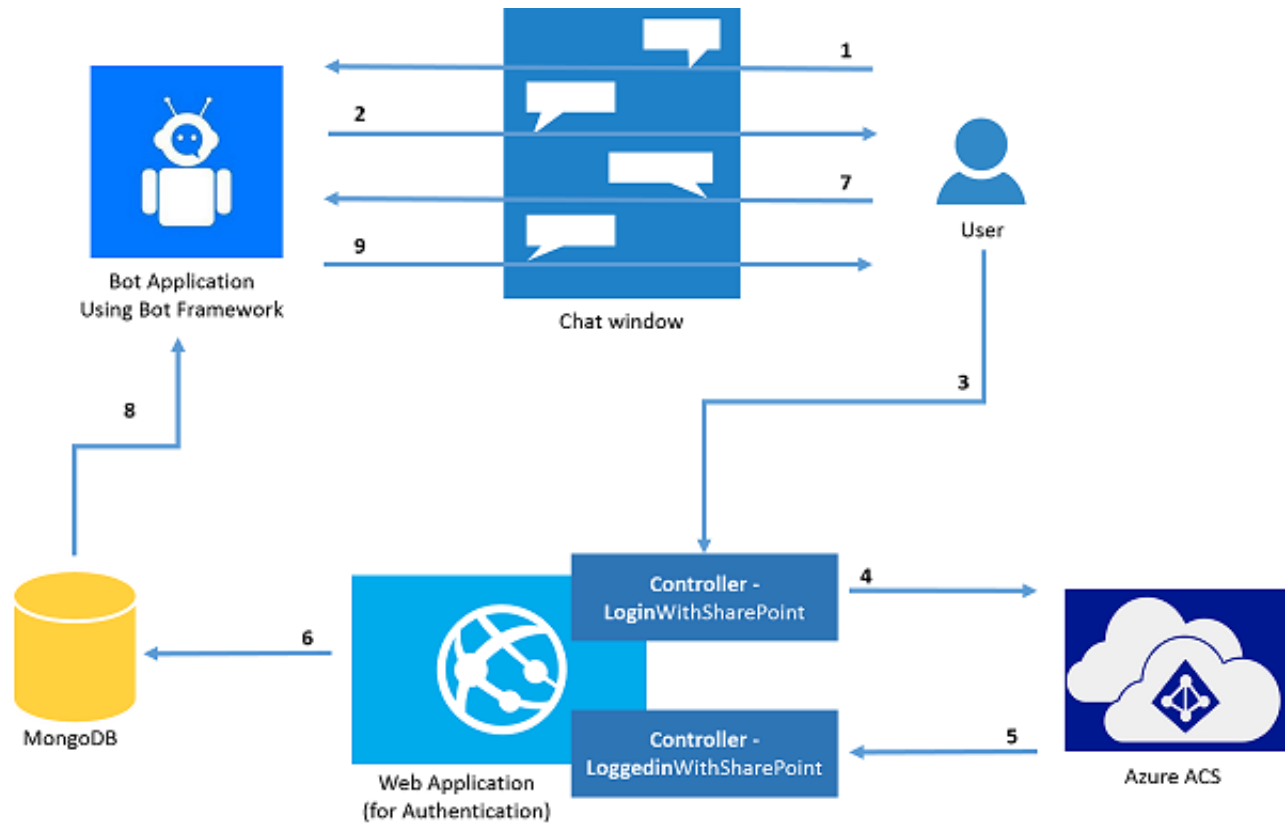 1
2
7
9
User
Bot Application
Using Bot Framework
Chat window
3
8
Controller -
LoginWithSharePoint
4
6
MongoDB
Controller -
LoggedinWithSharePoint
5
Web Application
(for Authentication)
Azure ACS